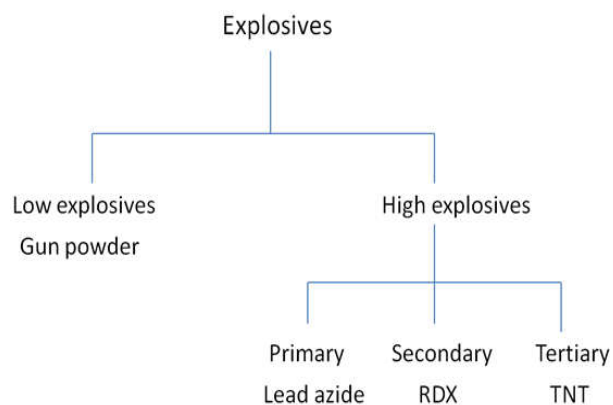 Explosives
Low explosives
High explosives
Gun powder
Primary
Secondary
Tertiary
Lead azide
RDX
TNT